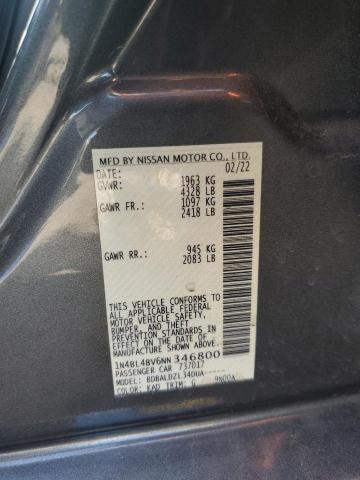 MFD BY NISSAN MOTOR CO., LTD.
DATE: 02/22
GVWR: 1963 KG
4328 LB
GAWR FR.: 1097 KG
2418 LB
GAWR RR.: 945 KG
2083 LB
THIS VEHICLE CONFORMS TO
ALL APPLICABLE FEDERAL
MOTOR VEHICLE SAFETY,
BUMPER, AND THEFT
PREVENTION STANDARDS IN
EFFECT ON THE DATE OF
MANUFACTURE SHOWN ABOVE.
1N4BL4BV6NN346800
PASSENGER CAR 737017
MODEL: BDBALDZL34DUA-----
COLOR: KAD TRIM: G 9N00A